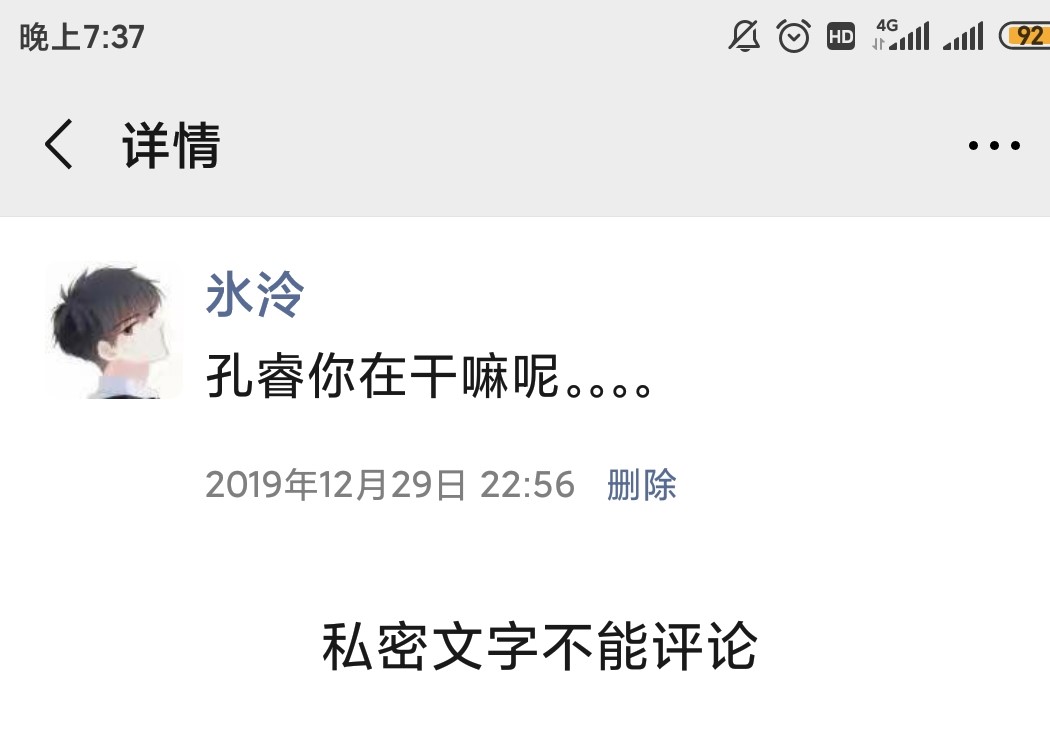 晚上7:37
HD 4G 92
详情
氷泠
孔睿你在干嘛呢。。。。
2019年12月29日 22:56 删除
私密文字不能评论